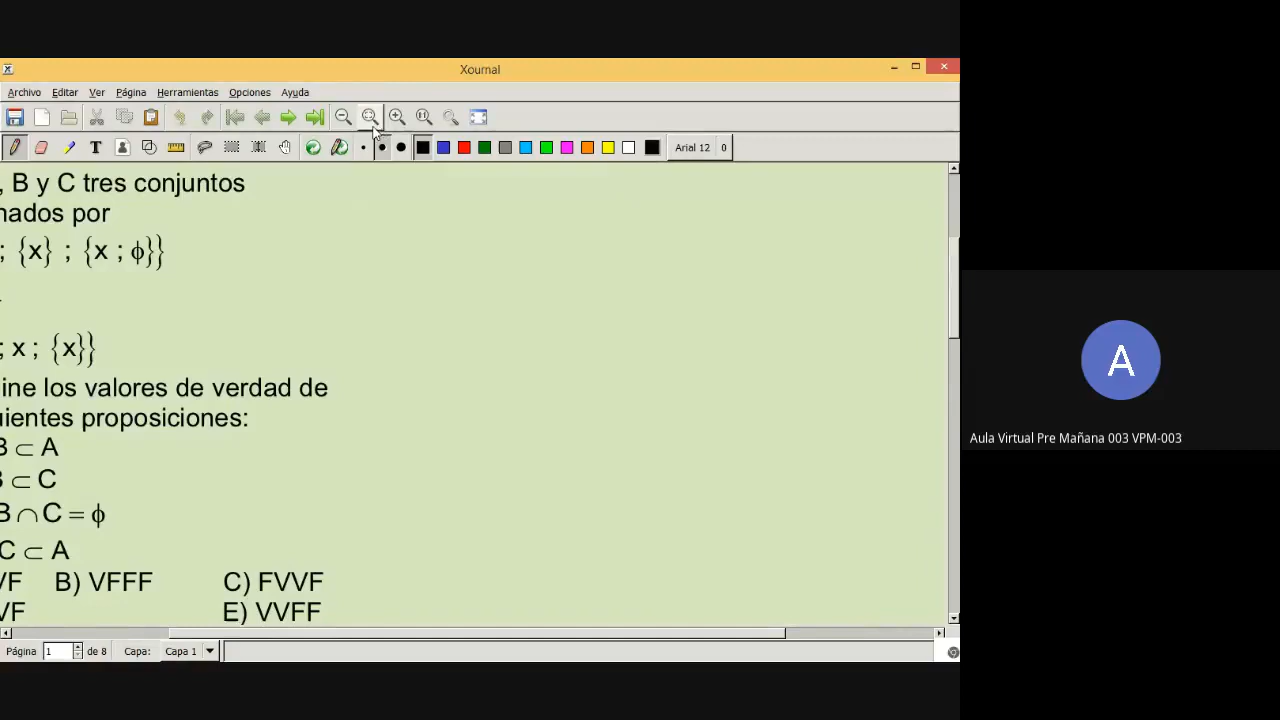 Xournal
Archivo Editar Ver Página Herramientas Opciones Ayuda
T Arial 12 0
, B y C tres conjuntos
nados por
; {x} ; {x ; ϕ}}
; x ; {x}}
ine los valores de verdad de
uientes proposiciones:
B ⊂ A
B ⊂ C
B ∩ C = ϕ
C ⊂ A
VF B) VFFF C) FVVF
VF E) VVFF
Página 1 de 8 Capa: Capa 1
A
Aula Virtual Pre Mañana 003 VPM-003